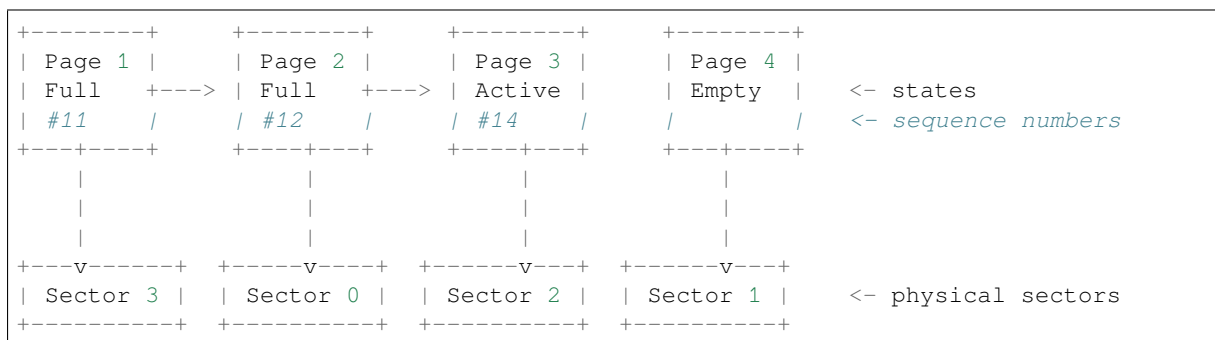 +--------+     +--------+     +--------+     +--------+
| Page 1 |     | Page 2 |     | Page 3 |     | Page 4 |
| Full   +---> | Full   +---> | Active |     | Empty  |   <- states
| #11    |     | #12    |     | #14    |     |        |   <- sequence numbers
+---+----+     +----+---+     +----+---+     +---+----+
    |               |              |             |
    |               |              |             |
    |               |              |             |
+---v------+  +-----v----+  +------v---+  +------v---+
| Sector 3 |  | Sector 0 |  | Sector 2 |  | Sector 1 |    <- physical sectors
+----------+  +----------+  +----------+  +----------+